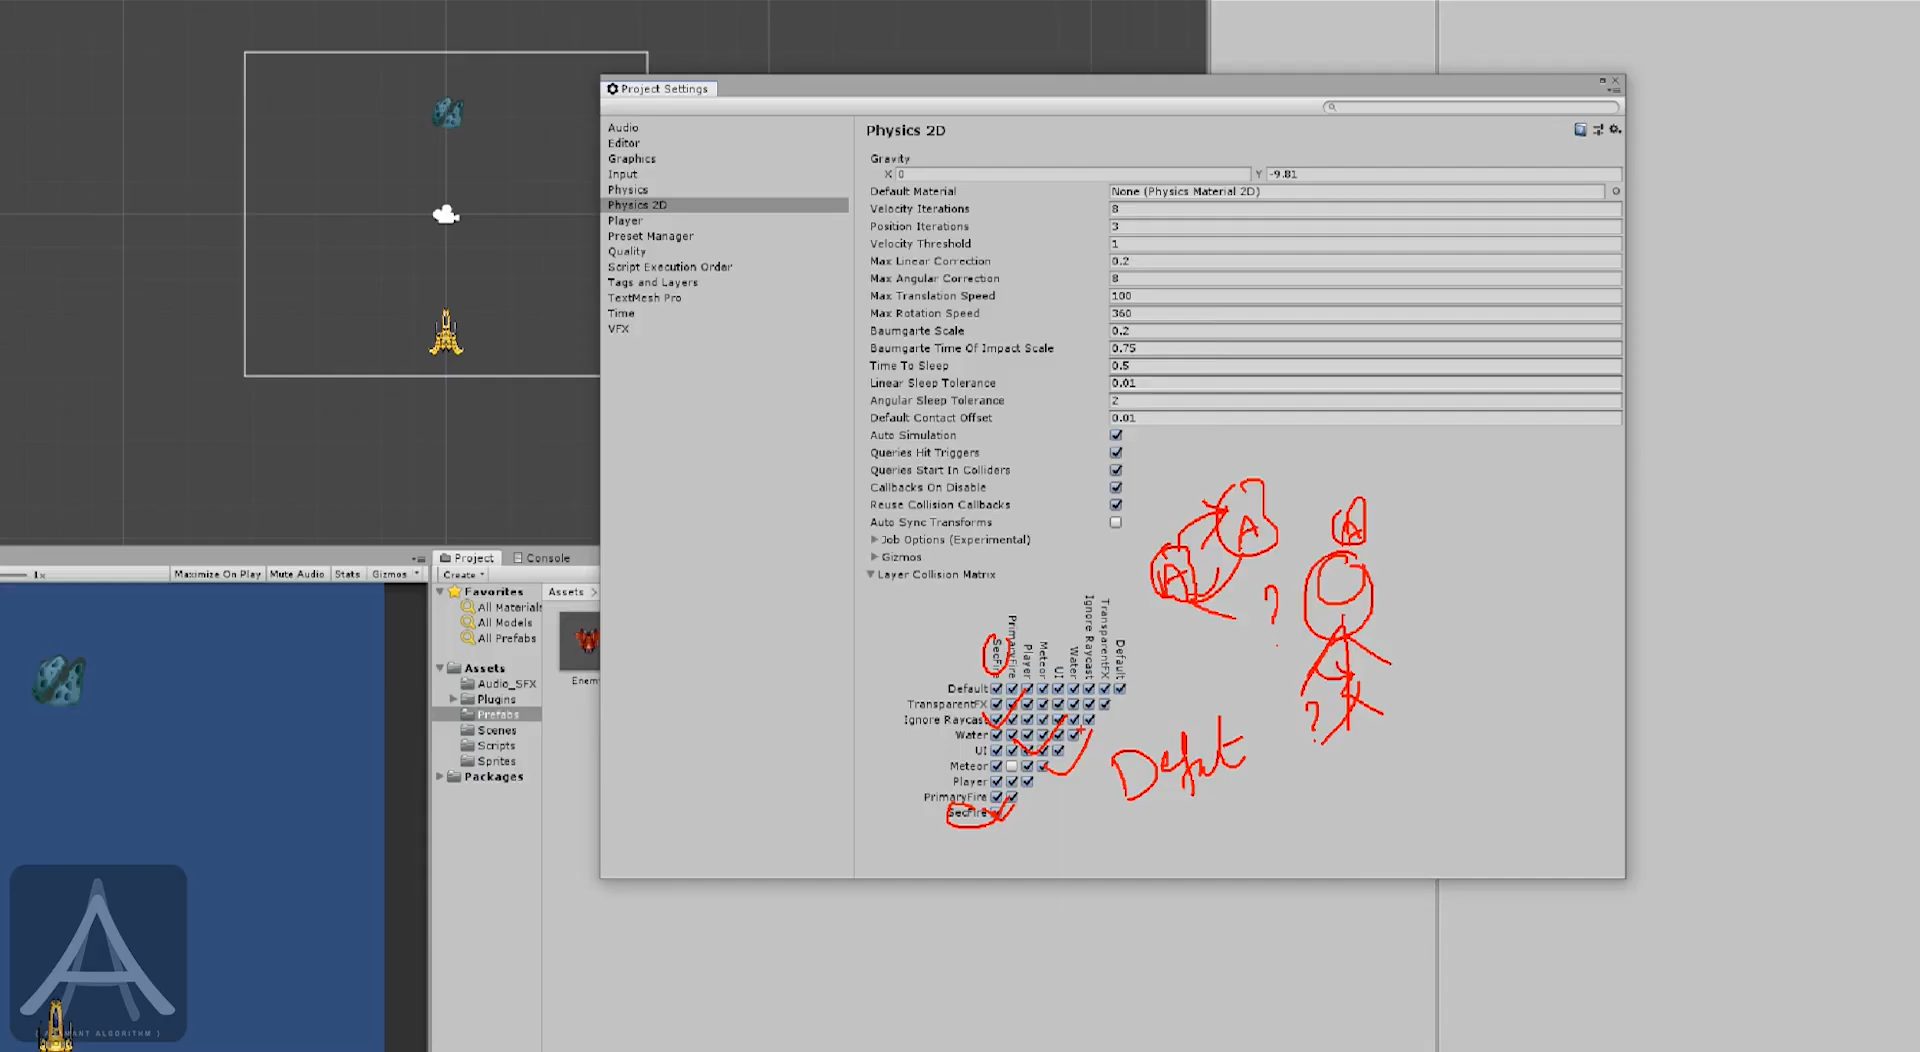 Project Settings
Audio
Editor
Graphics
Input
Physics
Physics 2D
Player
Preset Manager
Quality
Script Execution Order
Tags and Layers
TextMesh Pro
Time
VFX
Physics 2D
Gravity
X 0 Y -9.81
Default Material None (Physics Material 2D)
Velocity Iterations 8
Position Iterations 3
Velocity Threshold 1
Max Linear Correction 0.2
Max Angular Correction 8
Max Translation Speed 100
Max Rotation Speed 360
Baumgarte Scale 0.2
Baumgarte Time Of Impact Scale 0.75
Time To Sleep 0.5
Linear Sleep Tolerance 0.01
Angular Sleep Tolerance 2
Default Contact Offset 0.01
Auto Simulation
Queries Hit Triggers
Queries Start In Colliders
Callbacks On Disable
Reuse Collision Callbacks
Auto Sync Transforms
Job Options (Experimental)
Gizmos
Layer Collision Matrix
SecFire
PrimaryFire
Player
Meteor
UI
Water
Ignore Raycast
TransparentFX
Default
Default
TransparentFX
Ignore Raycast
Water
UI
Meteor
Player
PrimaryFire
SecFire
A
A
A
?
?
1x
Maximize On Play Mute Audio Stats Gizmos
Project Console
Create
Favorites
All Materials
All Models
All Prefabs
Assets
Audio_SFX
Plugins
Prefabs
Scenes
Scripts
Sprites
Packages
Assets >
Enem